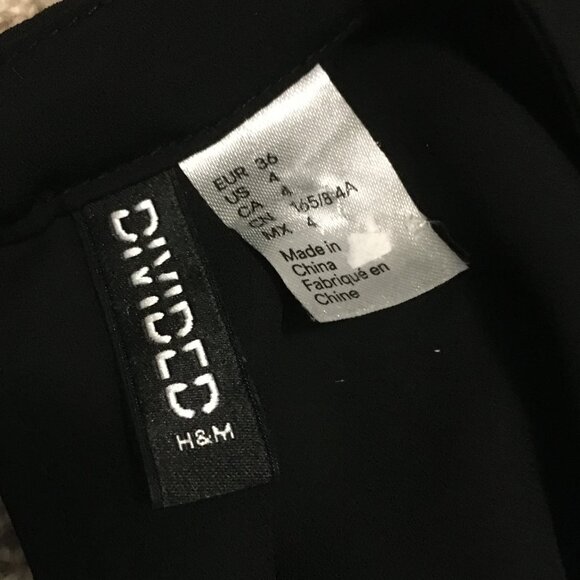 DIVIDED
H&M
EUR 36
US 4
CA 4
CN 165/84A
MX 4
Made in
China
Fabriqué en
Chine